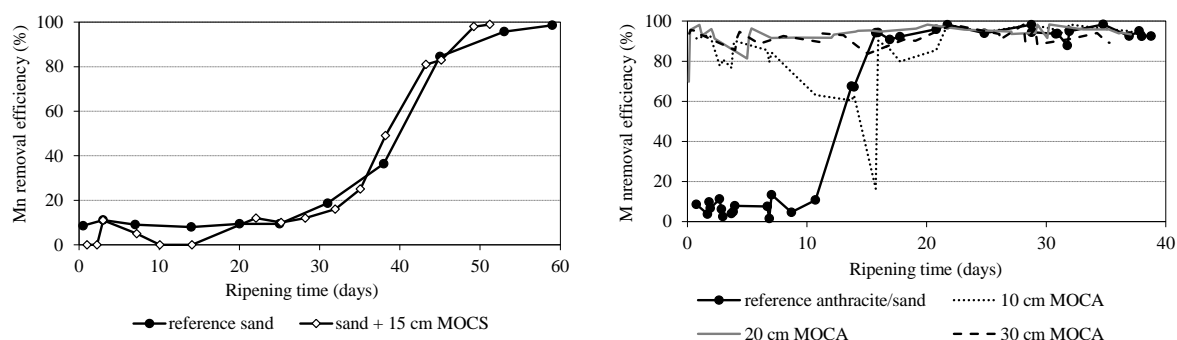 100
80
60
40
20
0
Mn removal efficiency (%)
0 10 20 30 40 50 60
Ripening time (days)
reference sand sand + 15 cm MOCS
100
80
60
40
20
0
M nremoval efficiency (%)
0 10 20 30 40
Ripening time (days)
reference anthracite/sand 10 cm MOCA
20 cm MOCA 30 cm MOCA